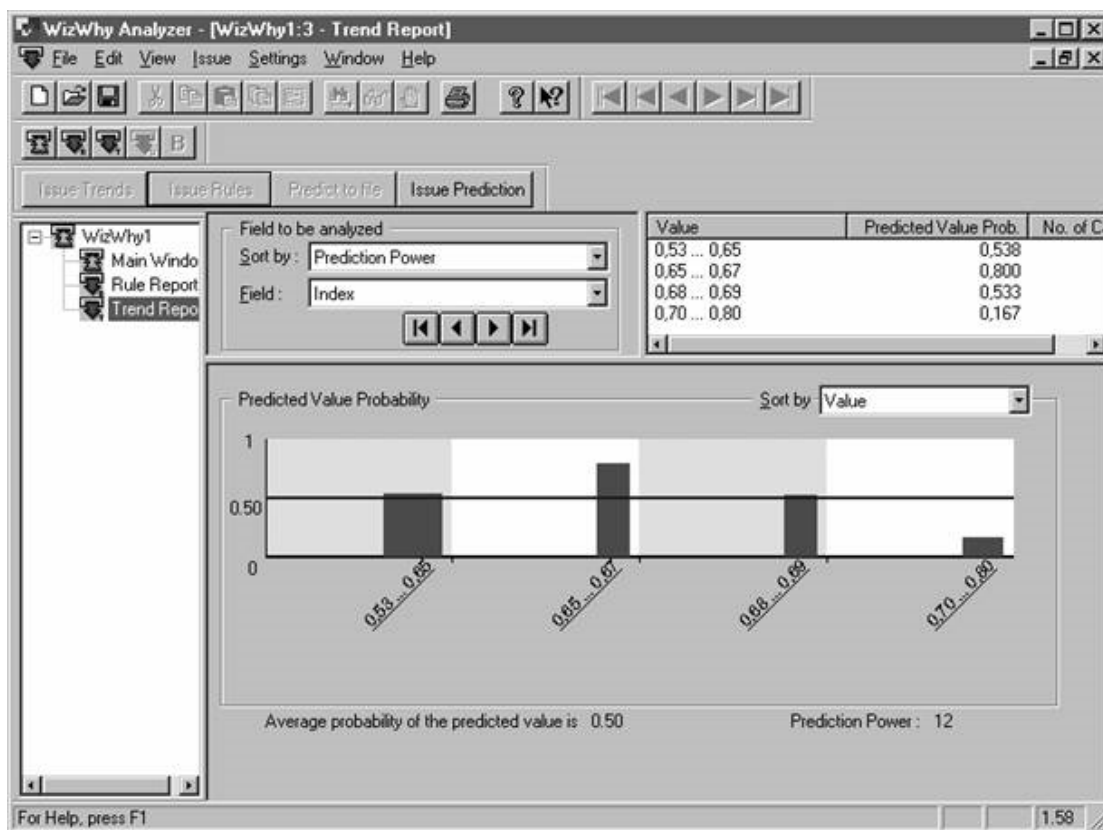 WizWhy Analyzer - [WizWhy1:3 - Trend Report]
File Edit View Issue Settings Window Help
B
Issue Trends Issue Rules Predict to file Issue Prediction
WizWhy1
Main Windo
Rule Report
Trend Repo
Field to be analyzed
Sort by : Prediction Power
Field : Index
Value Predicted Value Prob. No. of C
0,53 ... 0,65 0,538
0,65 ... 0,67 0,800
0,68 ... 0,69 0,533
0,70 ... 0,80 0,167
Predicted Value Probability
Sort by Value
1
0.50
0
0,53 ... 0,65 0,65 ... 0,67 0,68 ... 0,69 0,70 ... 0,80
Average probability of the predicted value is 0.50 Prediction Power : 12
For Help, press F1 1.58